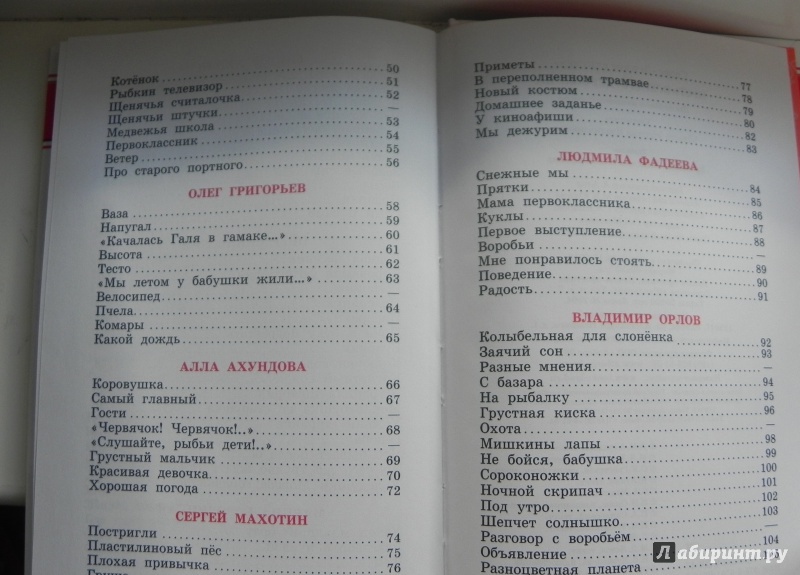 Котёнок 50
Рыбкин телевизор 51
Щенячья считалочка 52
Щенячьи штучки —
Медвежья школа 53
Первоклассник 54
Ветер 55
Про старого портного 56
ОЛЕГ ГРИГОРЬЕВ
Ваза 58
Напугал 59
«Качалась Галя в гамаке...» 60
Высота 61
Тесто 62
«Мы летом у бабушки жили...» 63
Велосипед —
Пчела 64
Комары —
Какой дождь 65
АЛЛА АХУНДОВА
Коровушка 66
Самый главный 67
Гости —
«Червячок! Червячок!..» 68
«Слушайте, рыбьи дети!..» —
Грустный мальчик 69
Красивая девочка 70
Хорошая погода 72
СЕРГЕЙ МАХОТИН
Постригли 74
Пластилиновый пёс 75
Плохая привычка 76
Приметы
В переполненном трамвае 77
Новый костюм 78
Домашнее заданье 79
У киноафиши 80
Мы дежурим 82
83
ЛЮДМИЛА ФАДЕЕВА
Снежные мы 84
Прятки 85
Мама первоклассника 86
Куклы 87
Первое выступление 88
Воробьи —
Мне понравилось стоять 89
Поведение 90
Радость 91
ВЛАДИМИР ОРЛОВ
Колыбельная для слонёнка 92
Заячий сон 93
Разные мнения —
С базара 94
На рыбалку 95
Грустная киска 96
Охота —
Мишкины лапы 98
Не бойся, бабушка 99
Сороконожки 100
Ночной скрипач 101
Под утро 102
Шепчет солнышко 103
Разговор с воробьём 104
Объявление
Разноцветная планета
Лабиринт.ру